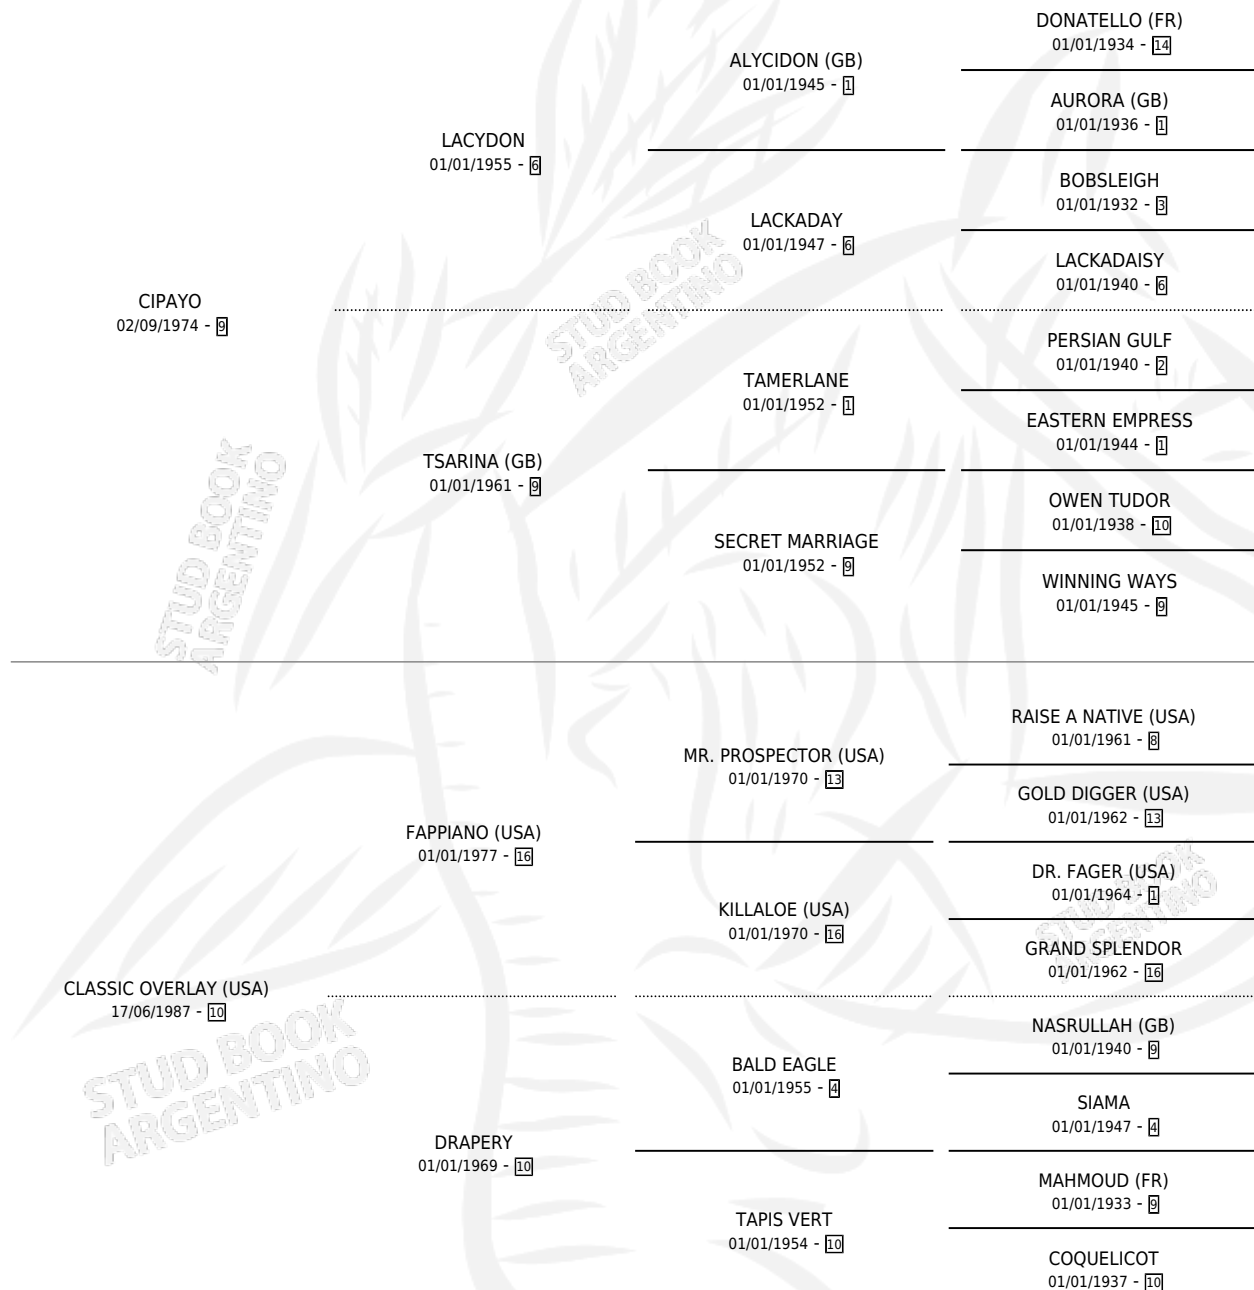 CIPAYO
02/09/1974 - 9
LACYDON
01/01/1955 - 6
TSARINA (GB)
01/01/1961 - 9
ALYCIDON (GB)
01/01/1945 - 1
LACKADAY
01/01/1947 - 6
TAMERLANE
01/01/1952 - 1
SECRET MARRIAGE
01/01/1952 - 9
DONATELLO (FR)
01/01/1934 - 14
AURORA (GB)
01/01/1936 - 1
BOBSLEIGH
01/01/1932 - 3
LACKADAISY
01/01/1940 - 6
PERSIAN GULF
01/01/1940 - 2
EASTERN EMPRESS
01/01/1944 - 1
OWEN TUDOR
01/01/1938 - 10
WINNING WAYS
01/01/1945 - 9
CLASSIC OVERLAY (USA)
17/06/1987 - 10
FAPPIANO (USA)
01/01/1977 - 16
DRAPERY
01/01/1969 - 10
MR. PROSPECTOR (USA)
01/01/1970 - 13
KILLALOE (USA)
01/01/1970 - 16
BALD EAGLE
01/01/1955 - 4
TAPIS VERT
01/01/1954 - 10
RAISE A NATIVE (USA)
01/01/1961 - 8
GOLD DIGGER (USA)
01/01/1962 - 13
DR. FAGER (USA)
01/01/1964 - 1
GRAND SPLENDOR
01/01/1962 - 16
NASRULLAH (GB)
01/01/1940 - 9
SIAMA
01/01/1947 - 4
MAHMOUD (FR)
01/01/1933 - 9
COQUELICOT
01/01/1937 - 10
STUD BOOK
ARGENTINO
STUD BOOK
ARGENTINO
STUD BOOK
ARGENTINO
STUD BOOK
ARGENTINO